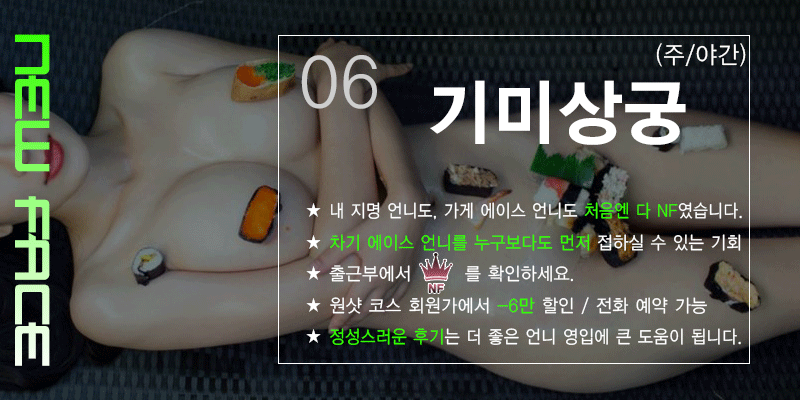 NEW FACE
06
(주/야간)
기미상궁
★ 내 지명 언니도, 가게 에이스 언니도 처음엔 다 NF였습니다.
★ 차기 에이스 언니를 누구보다도 먼저 접하실 수 있는 기회
★ 출근부에서 NF 를 확인하세요.
★ 원샷 코스 회원가에서 -6만 할인 / 전화 예약 가능
★ 정성스러운 후기는 더 좋은 언니 영입에 큰 도움이 됩니다.